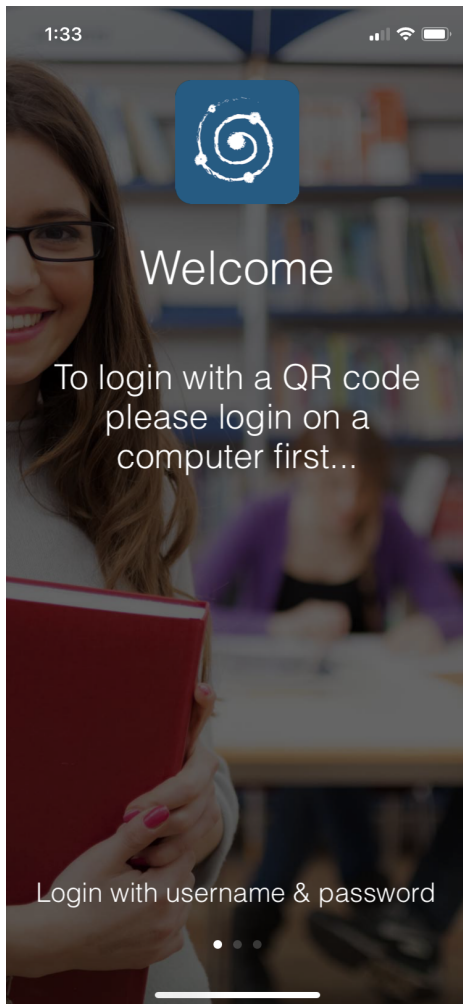 1:33
Welcome
To login with a QR code
please login on a
computer first...
Login with username & password